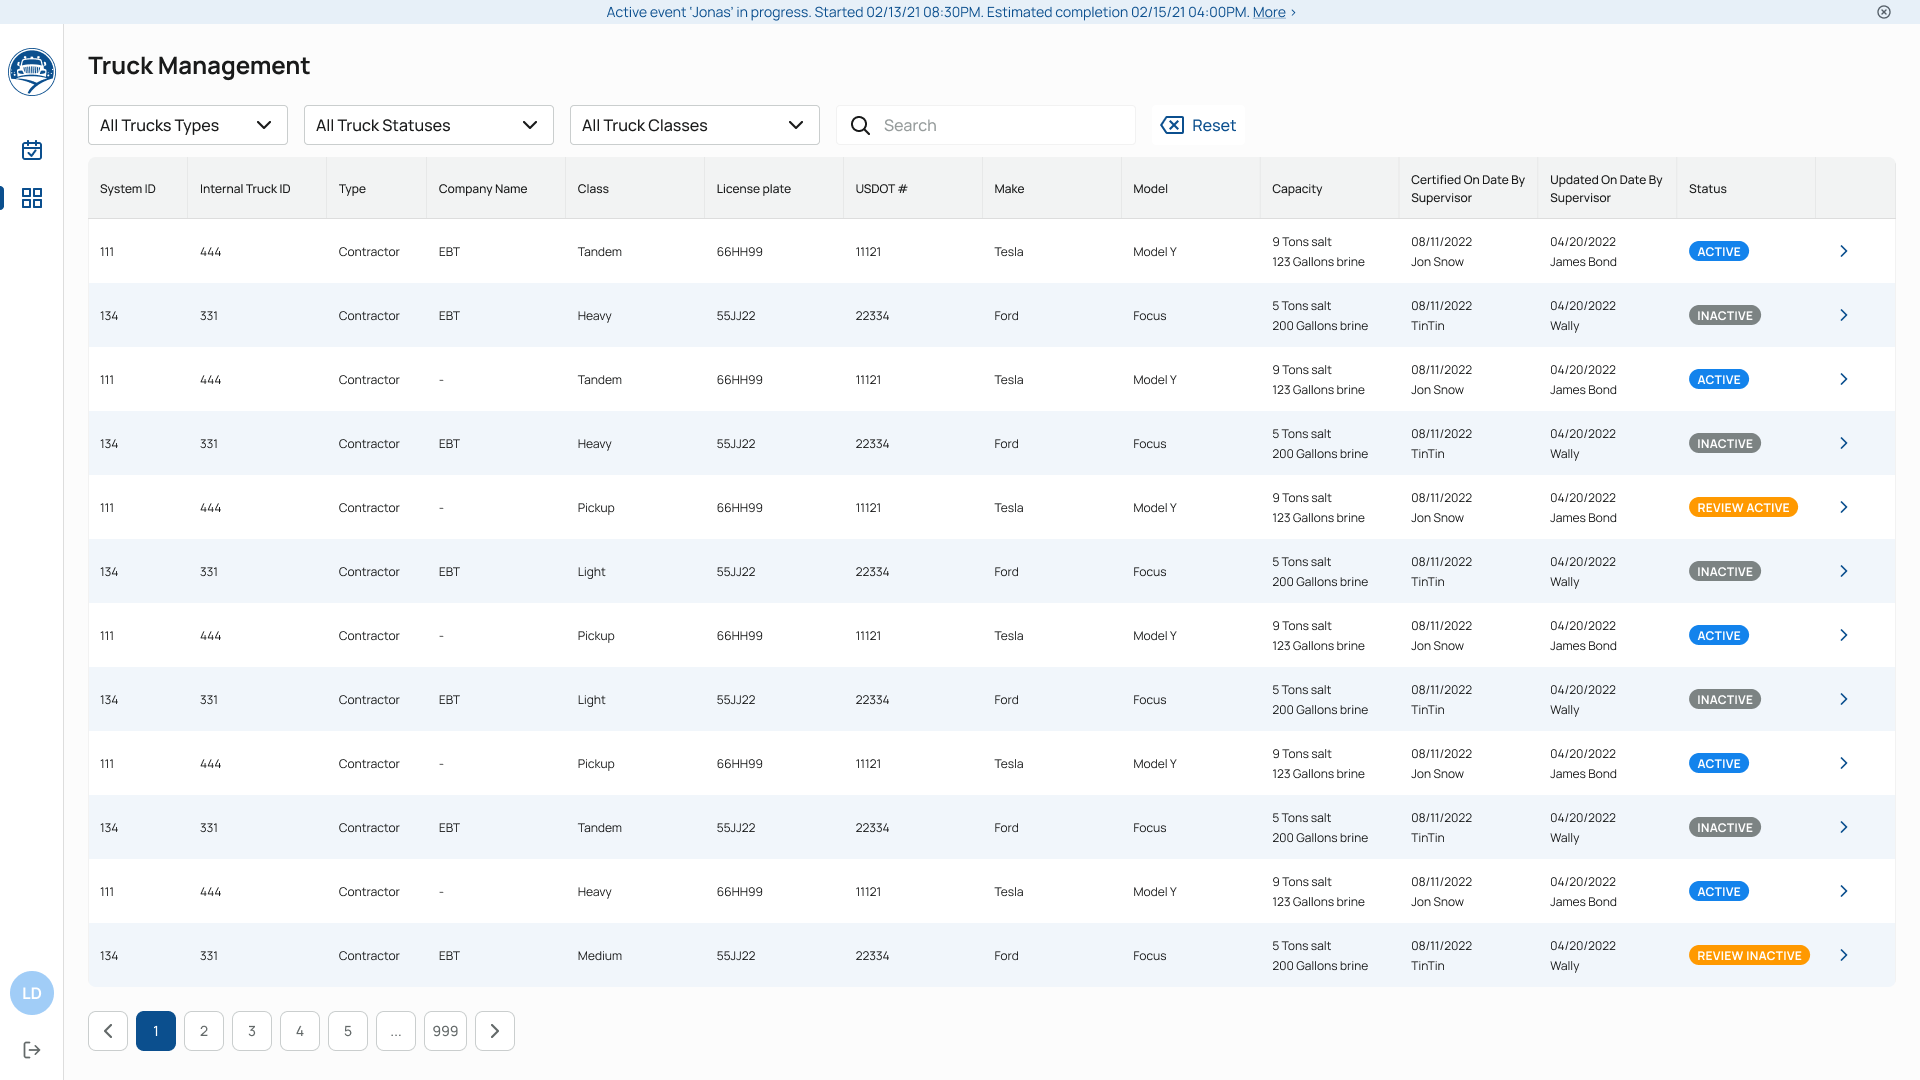 Active event 'Jonas' in progress. Started 02/13/21 08:30PM. Estimated completion 02/15/21 04:00PM. More ›
Truck Management
All Trucks Types
All Truck Statuses
All Truck Classes
Search
Reset
System ID Internal Truck ID Type Company Name Class License plate USDOT # Make Model Capacity Certified On Date By Supervisor Updated On Date By Supervisor Status
111 444 Contractor EBT Tandem 66HH99 11121 Tesla Model Y 9 Tons salt 123 Gallons brine 08/11/2022 Jon Snow 04/20/2022 James Bond ACTIVE
134 331 Contractor EBT Heavy 55JJ22 22334 Ford Focus 5 Tons salt 200 Gallons brine 08/11/2022 TinTin 04/20/2022 Wally INACTIVE
111 444 Contractor - Tandem 66HH99 11121 Tesla Model Y 9 Tons salt 123 Gallons brine 08/11/2022 Jon Snow 04/20/2022 James Bond ACTIVE
134 331 Contractor EBT Heavy 55JJ22 22334 Ford Focus 5 Tons salt 200 Gallons brine 08/11/2022 TinTin 04/20/2022 Wally INACTIVE
111 444 Contractor - Pickup 66HH99 11121 Tesla Model Y 9 Tons salt 123 Gallons brine 08/11/2022 Jon Snow 04/20/2022 James Bond REVIEW ACTIVE
134 331 Contractor EBT Light 55JJ22 22334 Ford Focus 5 Tons salt 200 Gallons brine 08/11/2022 TinTin 04/20/2022 Wally INACTIVE
111 444 Contractor - Pickup 66HH99 11121 Tesla Model Y 9 Tons salt 123 Gallons brine 08/11/2022 Jon Snow 04/20/2022 James Bond ACTIVE
134 331 Contractor EBT Light 55JJ22 22334 Ford Focus 5 Tons salt 200 Gallons brine 08/11/2022 TinTin 04/20/2022 Wally INACTIVE
111 444 Contractor - Pickup 66HH99 11121 Tesla Model Y 9 Tons salt 123 Gallons brine 08/11/2022 Jon Snow 04/20/2022 James Bond ACTIVE
134 331 Contractor EBT Tandem 55JJ22 22334 Ford Focus 5 Tons salt 200 Gallons brine 08/11/2022 TinTin 04/20/2022 Wally INACTIVE
111 444 Contractor - Heavy 66HH99 11121 Tesla Model Y 9 Tons salt 123 Gallons brine 08/11/2022 Jon Snow 04/20/2022 James Bond ACTIVE
134 331 Contractor EBT Medium 55JJ22 22334 Ford Focus 5 Tons salt 200 Gallons brine 08/11/2022 TinTin 04/20/2022 Wally REVIEW INACTIVE
LD
1 2 3 4 5 ... 999